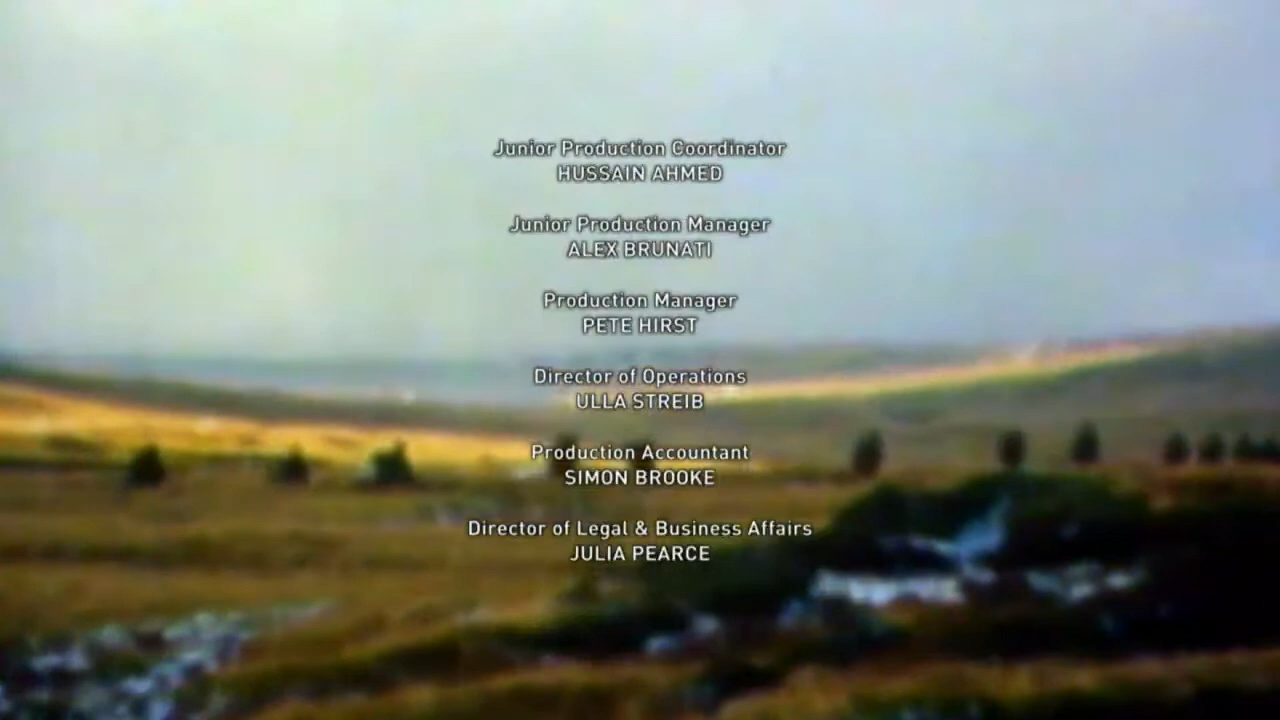 Junior Production Coordinator
HUSSAIN AHMED
Junior Production Manager
ALEX BRUNATI
Production Manager
PETE HIRST
Director of Operations
ULLA STREIB
Production Accountant
SIMON BROOKE
Director of Legal & Business Affairs
JULIA PEARCE